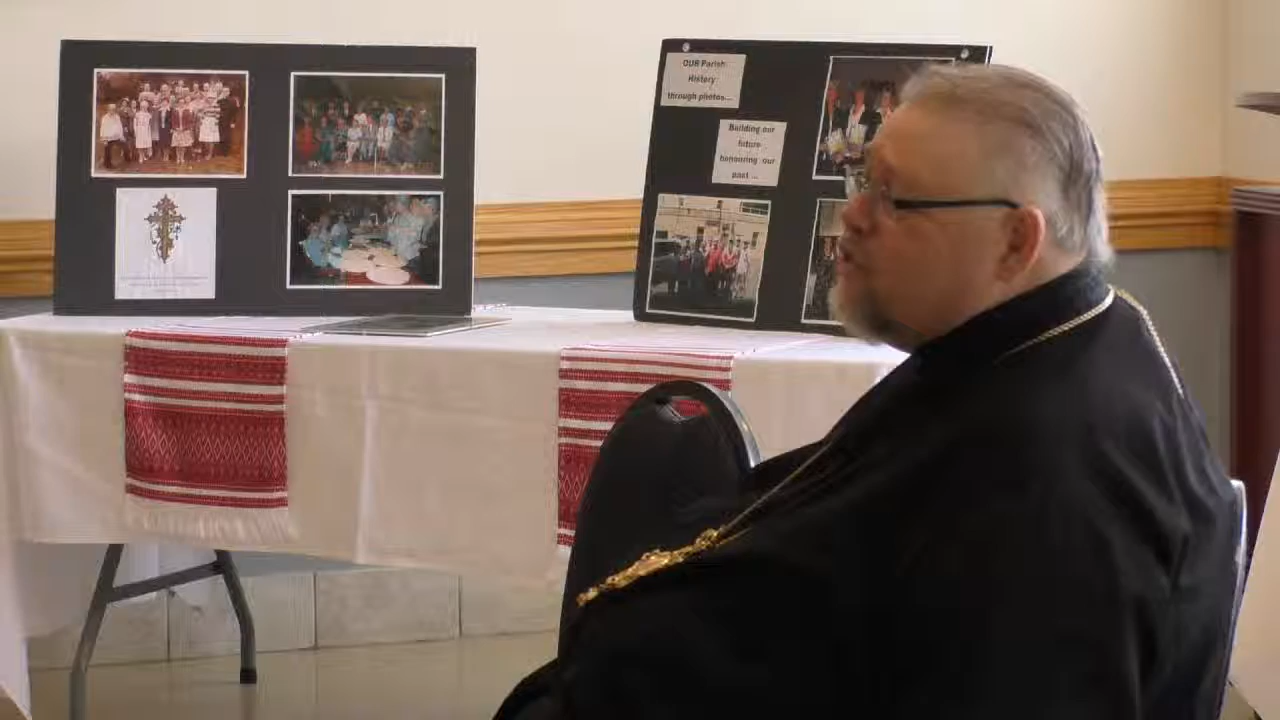 OUR Parish
History
through photos...
Building our
future
honouring our
past ...